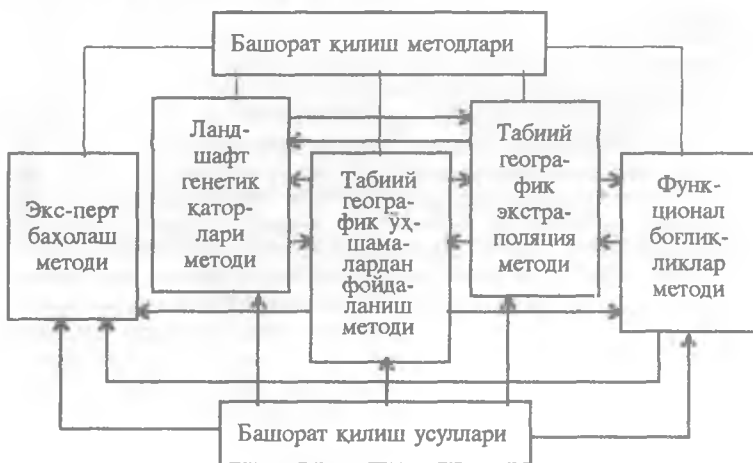 Башорат қилиш методлари
Экс-перт
баҳолаш
методи
Ланд-
шафт
генетик
қатор-
лари
методи
Табиий
геогра-
фик ўх-
шама-
лардан
фойда-
ланиш
методи
Табиий
геогра-
фик
экстра-
поляция
методи
Функ-
ционал
боғлиқ-
ликлар
методи
Башорат қилиш усуллари